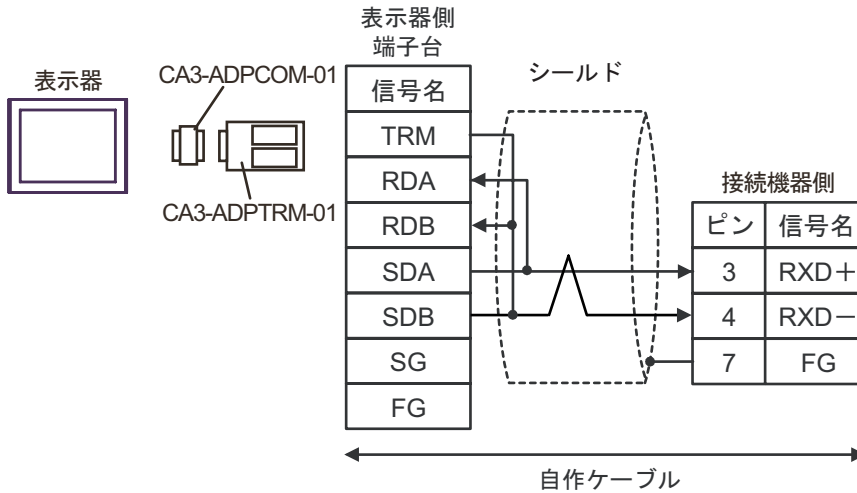 表示器側
端子台
表示器
CA3-ADPCOM-01
CA3-ADPTRM-01
シールド
信号名
TRM
RDA
RDB
SDA
SDB
SG
FG
接続機器側
ピン 信号名
3 RXD＋
4 RXD－
7 FG
自作ケーブル